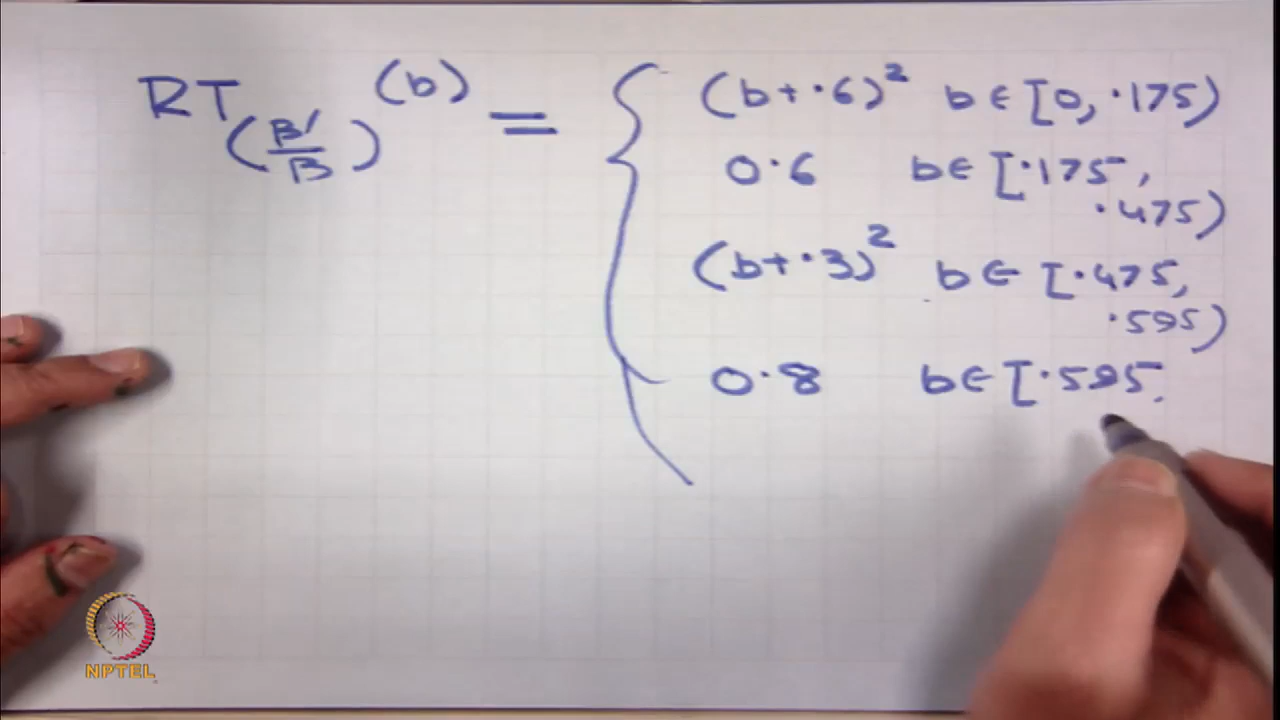 RT(B'/B) (b) = { (b+·6)² b ∈ [0, ·175)
0·6 b ∈ [·175,
·475)
(b+·3)² b ∈ [·475,
·595)
0·8 b ∈ [·595,
NPTEL